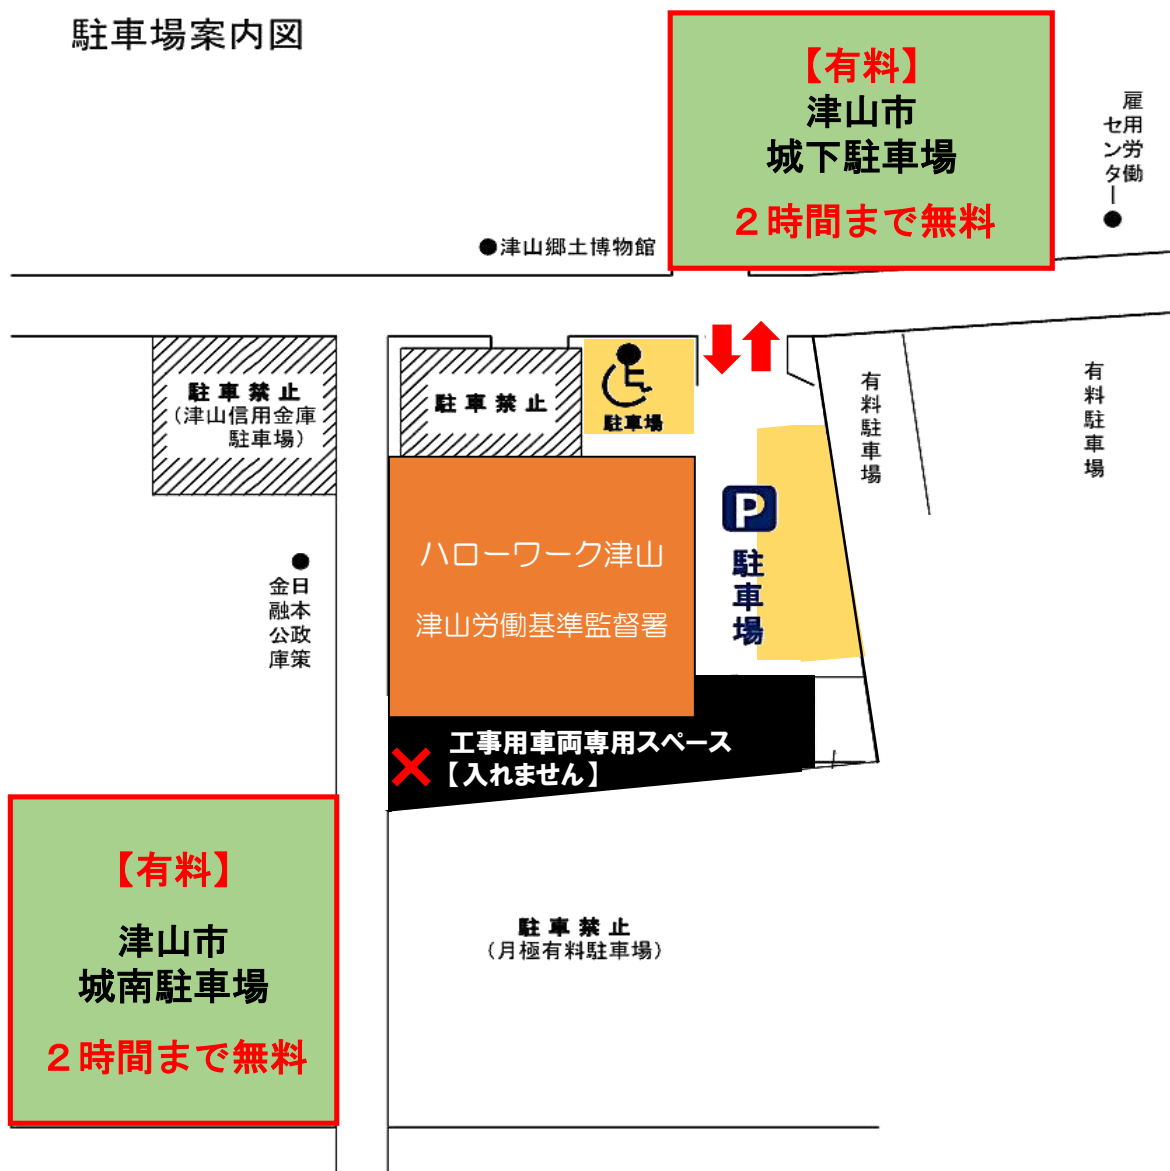 駐車場案内図
【有料】
津山市
城下駐車場
２時間まで無料
雇用労働
センター
津山郷土博物館
駐車禁止
（津山信用金庫
駐車場）
駐車禁止
駐車場
有料駐車場
有料駐車場
P
駐車場
ハローワーク津山
津山労働基準監督署
日本政策
金融公庫
工事用車両専用スペース
【入れません】
【有料】
津山市
城南駐車場
２時間まで無料
駐車禁止
（月極有料駐車場）